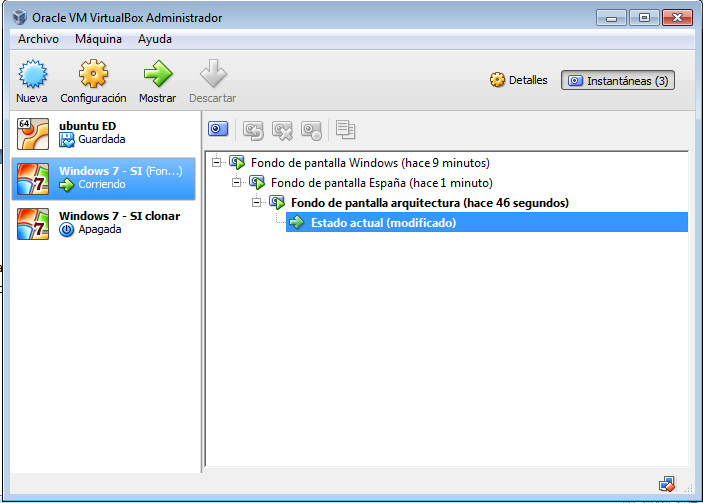 Oracle VM VirtualBox Administrador
Archivo Máquina Ayuda
Nueva Configuración Mostrar Descartar
Detalles Instantáneas (3)
64 ubuntu ED
Guardada
7 Windows 7 - SI (Fon...)
Corriendo
7 Windows 7 - SI clonar
Apagada
Fondo de pantalla Windows (hace 9 minutos)
Fondo de pantalla España (hace 1 minuto)
Fondo de pantalla arquitectura (hace 46 segundos)
Estado actual (modificado)